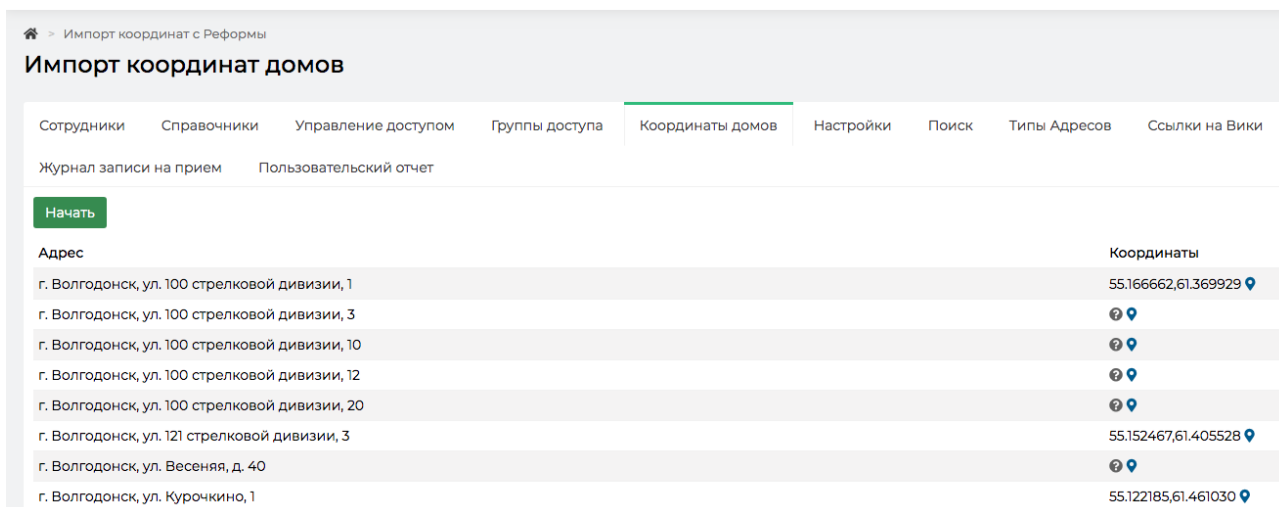 > Импорт координат с Реформы
Импорт координат домов
Сотрудники Справочники Управление доступом Группы доступа Координаты домов Настройки Поиск Типы Адресов Ссылки на Вики
Журнал записи на прием Пользовательский отчет
Начать
Адрес Координаты
г. Волгодонск, ул. 100 стрелковой дивизии, 1 55.166662,61.369929
г. Волгодонск, ул. 100 стрелковой дивизии, 3 ?
г. Волгодонск, ул. 100 стрелковой дивизии, 10 ?
г. Волгодонск, ул. 100 стрелковой дивизии, 12 ?
г. Волгодонск, ул. 100 стрелковой дивизии, 20 ?
г. Волгодонск, ул. 121 стрелковой дивизии, 3 55.152467,61.405528
г. Волгодонск, ул. Весеняя, д. 40 ?
г. Волгодонск, ул. Курочкино, 1 55.122185,61.461030